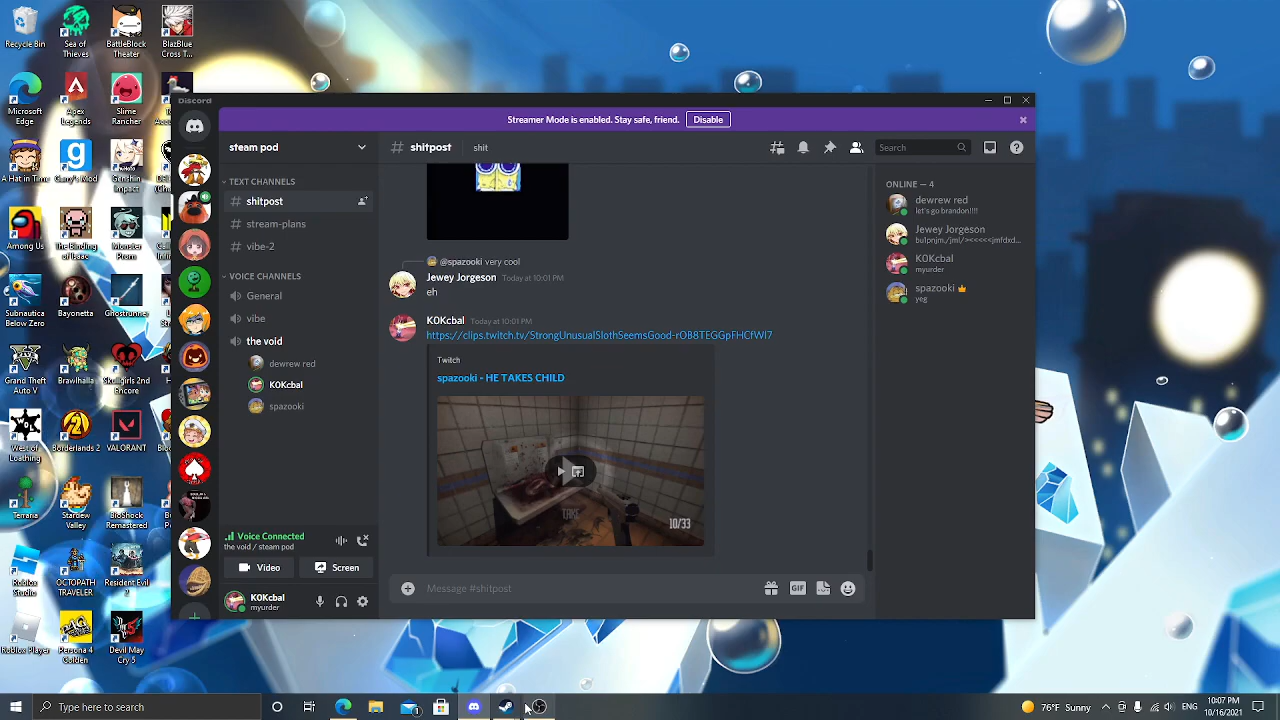 Recycle Bin
Sea of Thieves
BattleBlock Theater
BlazBlue Cross T...
Microsoft
Apex Legends
Slime Rancher
A Hat in Time
Garry's Mod
Genshin Impact
Among Us
The Binding of Isaac
Monster Prom
Subnautica Below Zero
Bayonetta
Ghostrunner
Grand Theft Auto V
Brawlhalla
Skullgirls 2nd Encore
West of Loathing
Borderlands 2
VALORANT
Terraria
Stardew Valley
BioShock Remastered
Roblox Studio
OCTOPATH TRAVELER
Resident Evil 2
Roblox Player
Persona 4
Devil May Cry 5
Discord
Streamer Mode is enabled. Stay safe, friend.
Disable
steam pod
TEXT CHANNELS
# shitpost
# stream-plans
# vibe-2
VOICE CHANNELS
General
vibe
the void
dewrew red
K0Kcbal
spazooki
Voice Connected
the void / steam pod
Video
Screen
K0Kcbal
myurder
# shitpost
shit
Search
@spazooki very cool
Jewey Jorgeson Today at 10:01 PM
eh
K0Kcbal Today at 10:01 PM
https://clips.twitch.tv/StrongUnusualSlothSeemsGood-rOB8TEGGpFHCfWl7
Twitch
spazooki - HE TAKES CHILD
TAKE
10/33
Message #shitpost
GIF
ONLINE — 4
dewrew red
let's go brandon!!!!
Jewey Jorgeson
bulpnjm,/jml/><<<<<jmfdxd...
K0Kcbal
myurder
spazooki
yeg
Type here to search
76°F Sunny
10:07 PM
10/16/2021